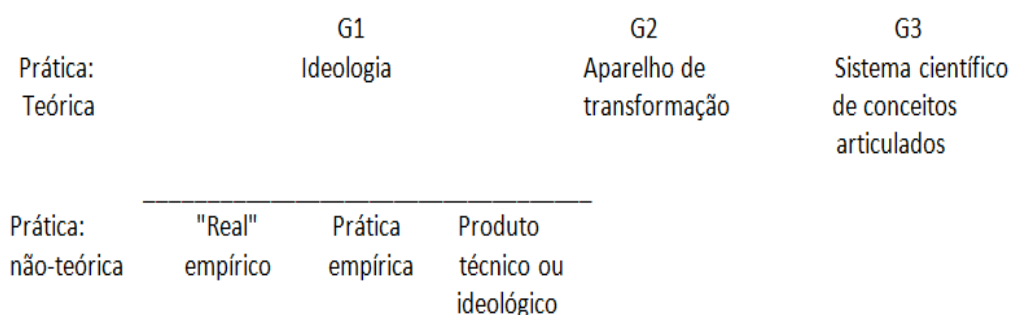 G1 G2 G3
Prática: Ideologia Aparelho de Sistema científico
Teórica transformação de conceitos
articulados
Prática: "Real" Prática Produto
não-teórica empírico empírica técnico ou
ideológico